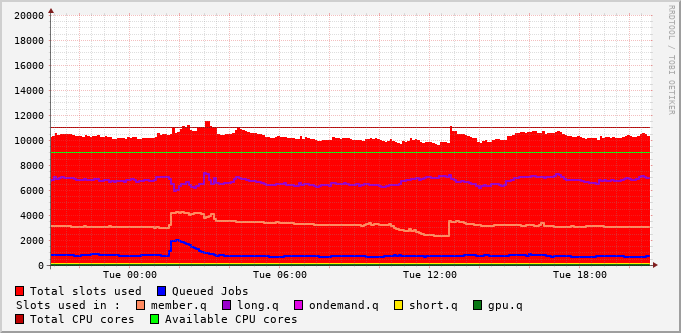 20000
18000
16000
14000
12000
10000
8000
6000
4000
2000
0
Tue 00:00 Tue 06:00 Tue 12:00 Tue 18:00
RRDTOOL / TOBI OETIKER
Total slots used Queued Jobs
Slots used in : member.q long.q ondemand.q short.q gpu.q
Total CPU cores Available CPU cores